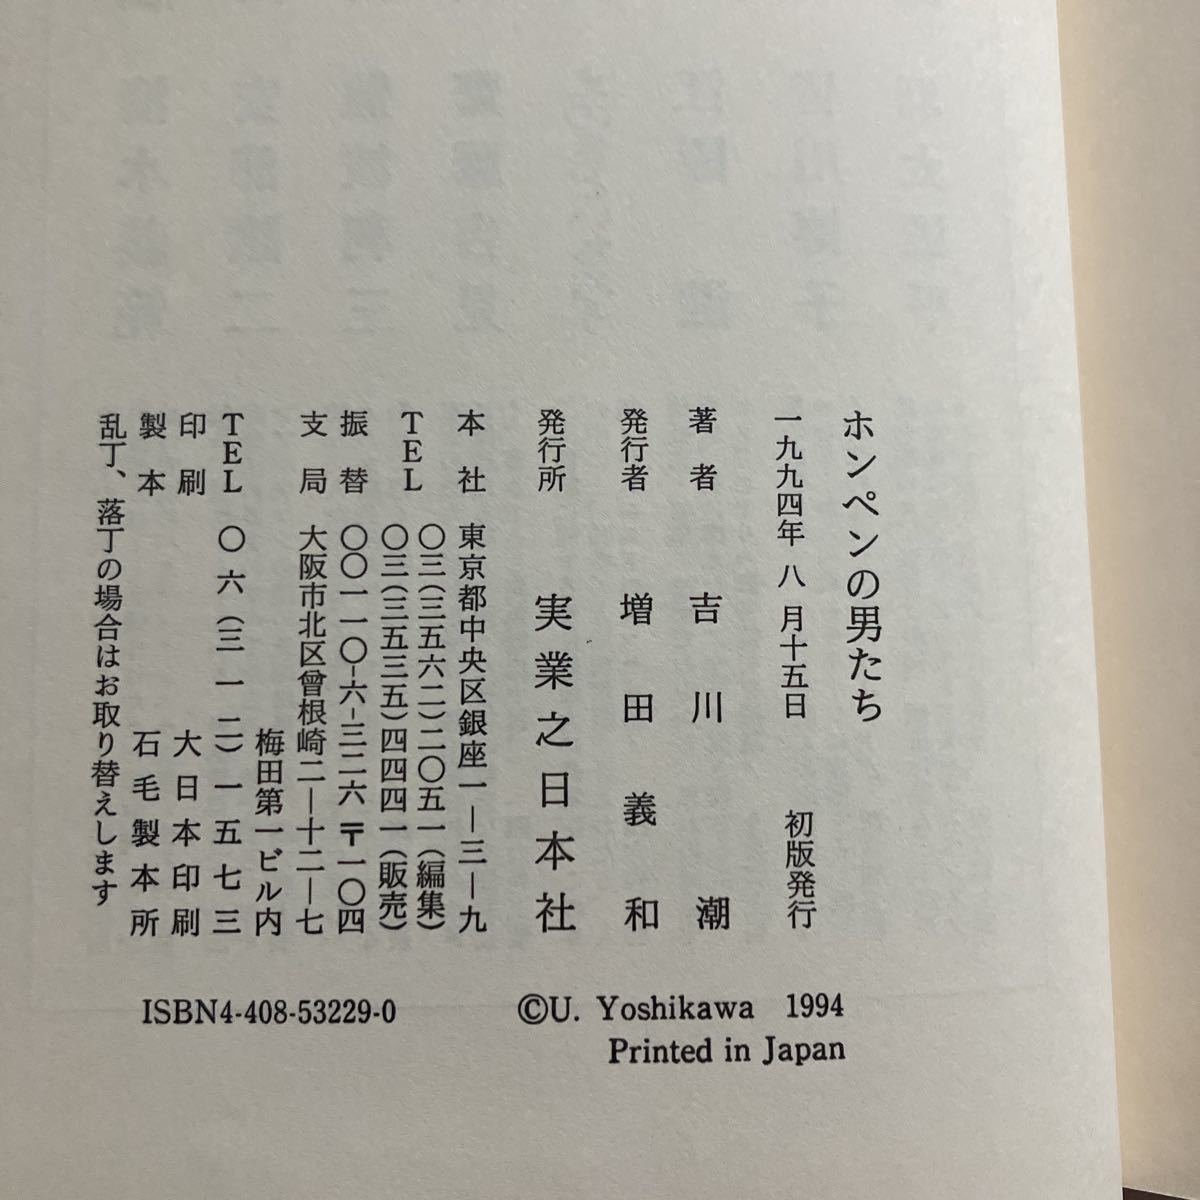 ホンペンの男たち
一九九四年 八 月十五日 初版発行
著 者 吉 川 潮
発行者 増 田 義 和
発行所 実業之日本社
本 社 東京都中央区銀座一ー三ー九
TEL 〇三(三五六二)二〇五一(編集)
〇三(三五三五)四四四一(販売)
振 替 〇〇一一〇-六-三二六 〒一〇四
支 局 大阪市北区曾根崎二ー十二ー七
梅田第一ビル内
TEL 〇六(三一二)一五七三
印 刷 大日本印刷
製 本 石毛製本所
乱丁、落丁の場合はお取り替えします
©U. Yoshikawa 1994
Printed in Japan
ISBN4-408-53229-0